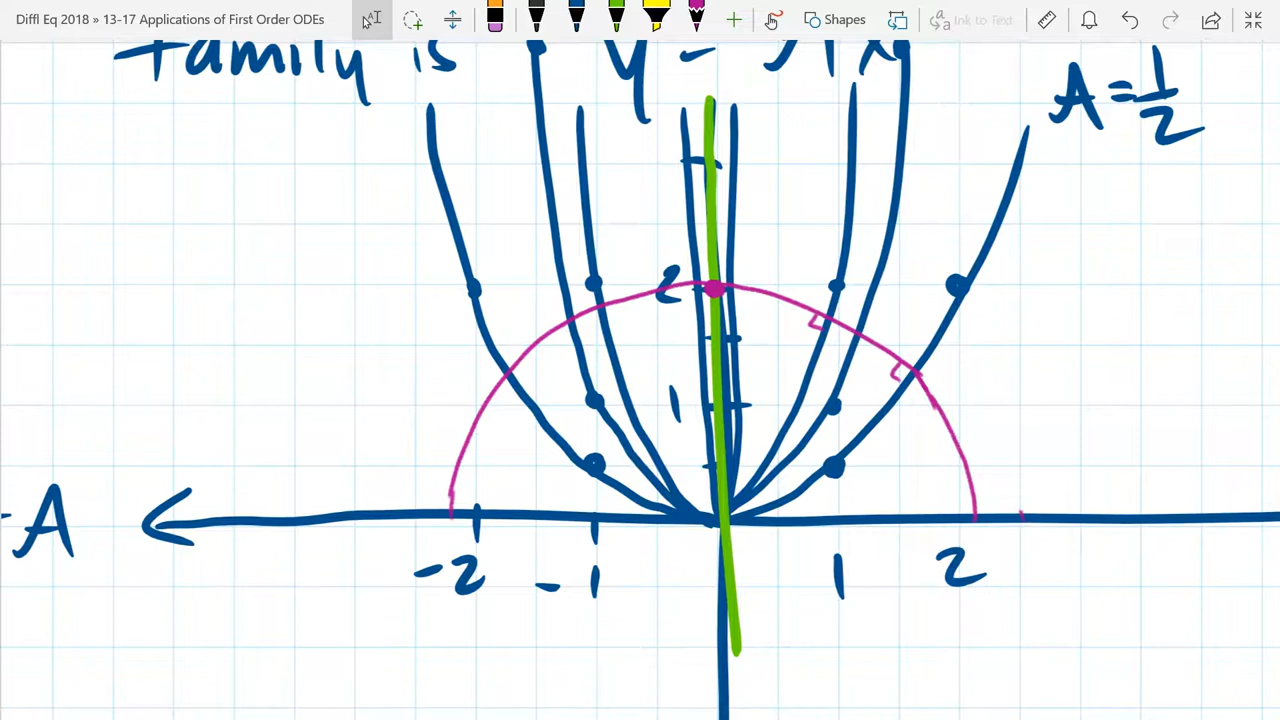 Diffl Eq 2018 » 13-17 Applications of First Order ODEs
Ink to Text
Shapes
Family is y =
A = 1/2
2
1
-A
-2 -1 1 2